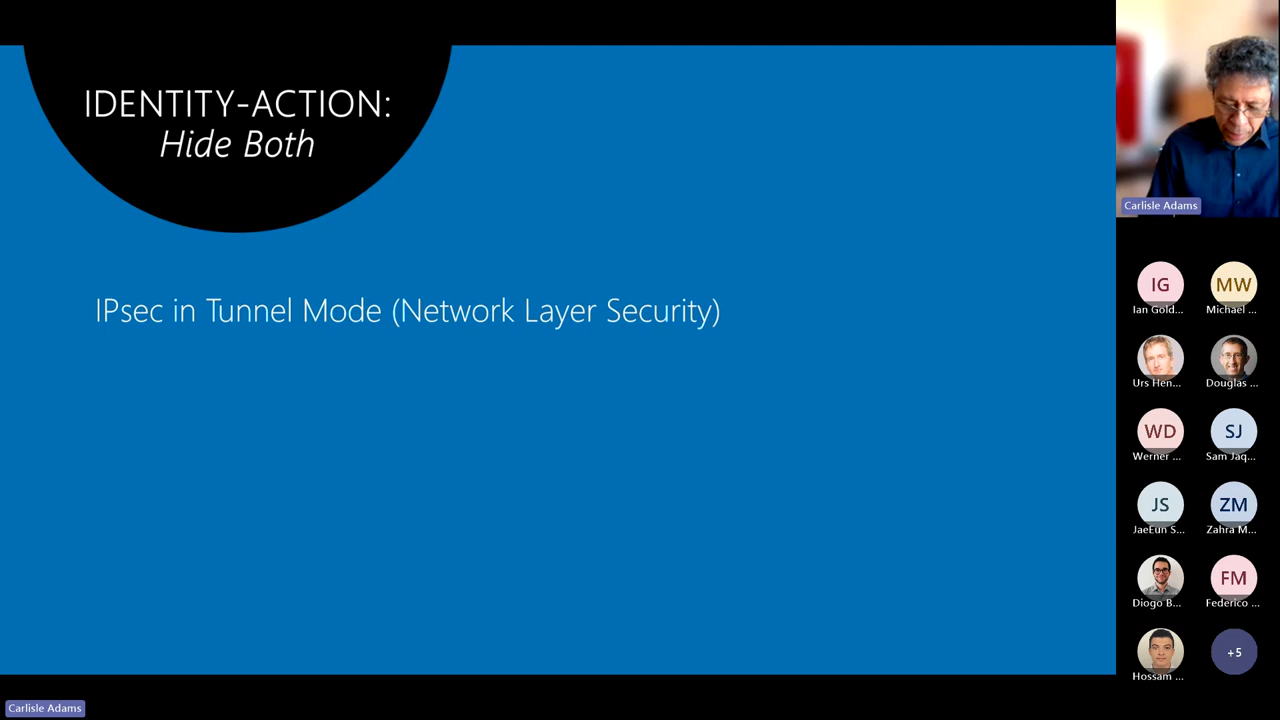 IDENTITY-ACTION:
Hide Both
IPsec in Tunnel Mode (Network Layer Security)
Carlisle Adams
IG
Ian Gold...
MW
Michael ...
Urs Hen...
Douglas ...
WD
Werner ...
SJ
Sam Jaq...
JS
JaeEun S...
ZM
Zahra M...
Diogo B...
FM
Federico ...
Hossam ...
+5
Carlisle Adams